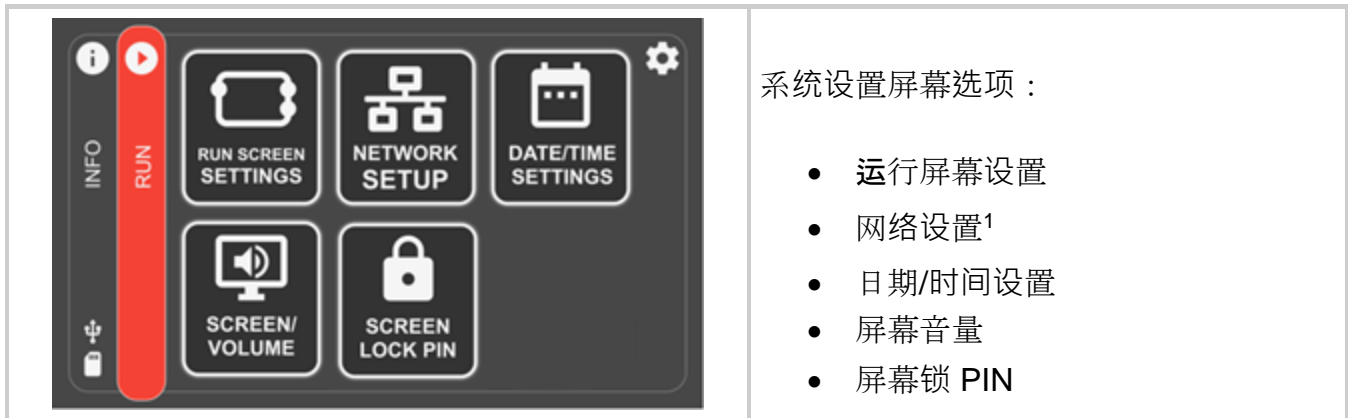 INFO
RUN
RUN SCREEN
SETTINGS
NETWORK
SETUP
DATE/TIME
SETTINGS
SCREEN/
VOLUME
SCREEN
LOCK PIN
系统设置屏幕选项：
• 运行屏幕设置
• 网络设置¹
• 日期/时间设置
• 屏幕音量
• 屏幕锁 PIN